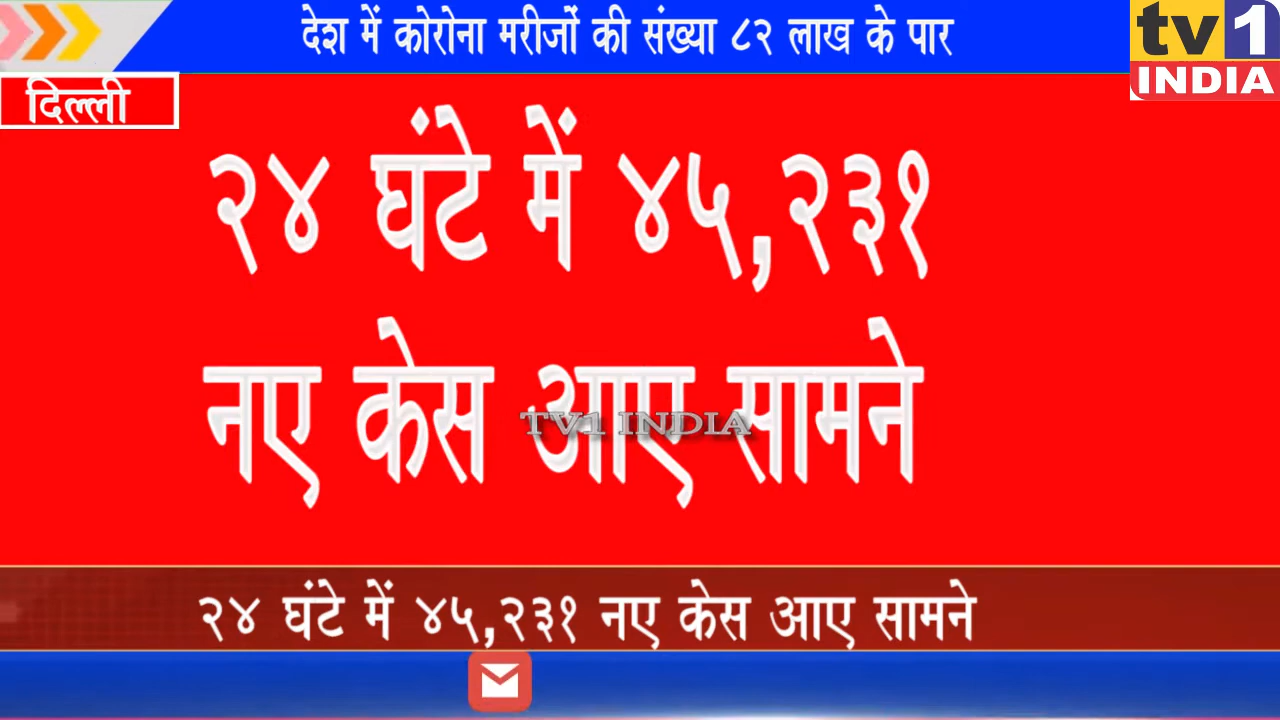 देश में कोरोना मरीजों की संख्या ८२ लाख के पार
tv1
INDIA
दिल्ली
२४ घंटे में ४५,२३१
नए केस आए सामने
TV1 INDIA
२४ घंटे में ४५,२३१ नए केस आए सामने